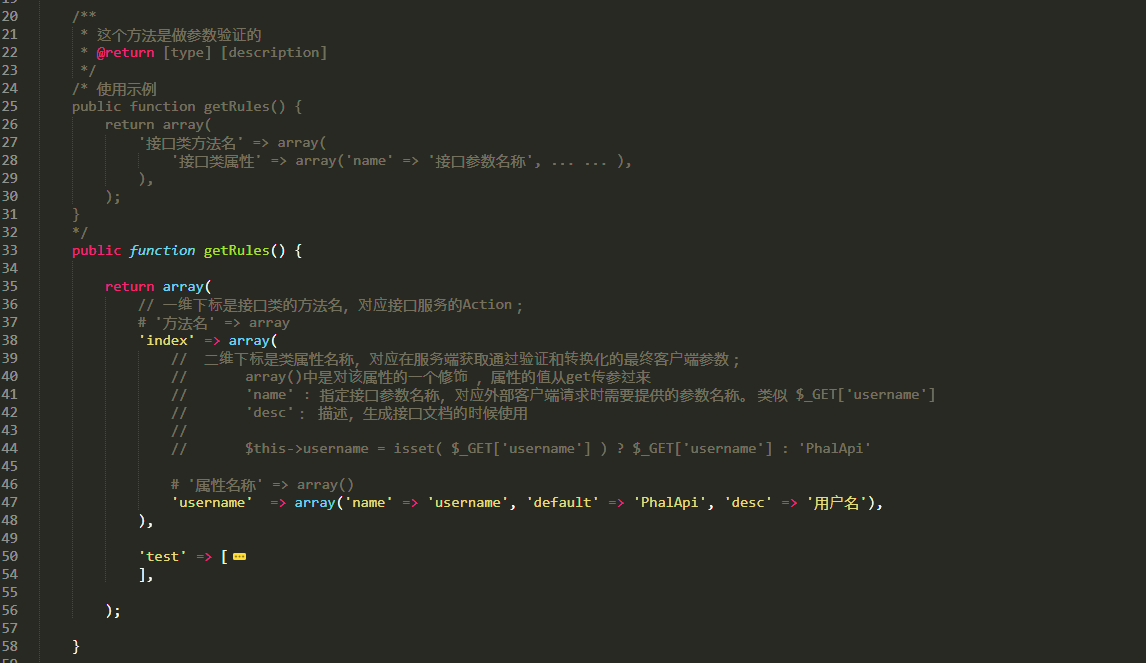 20 /**
21  * 这个方法是做参数验证的
22  * @return [type] [description]
23  */
24 /* 使用示例
25 public function getRules() {
26     return array(
27         '接口类方法名' => array(
28             '接口类属性' => array('name' => '接口参数名称', ... ... ),
29         ),
30     );
31 }
32 */
33 public function getRules() {
34
35     return array(
36         // 一维下标是接口类的方法名，对应接口服务的Action；
37         # '方法名' => array
38         'index' => array(
39             //  二维下标是类属性名称，对应在服务端获取通过验证和转换化的最终客户端参数；
40             //       array()中是对该属性的一个修饰 ，属性的值从get传参过来
41             //       'name' : 指定接口参数名称，对应外部客户端请求时需要提供的参数名称。类似 $_GET['username']
42             //       'desc' : 描述，生成接口文档的时候使用
43             //
44             //       $this->username = isset( $_GET['username'] ) ? $_GET['username'] : 'PhalApi'
45
46             # '属性名称' => array()
47             'username'  => array('name' => 'username', 'default' => 'PhalApi', 'desc' => '用户名'),
48         ),
49
50         'test' => [
54         ],
55
56     );
57
58 }